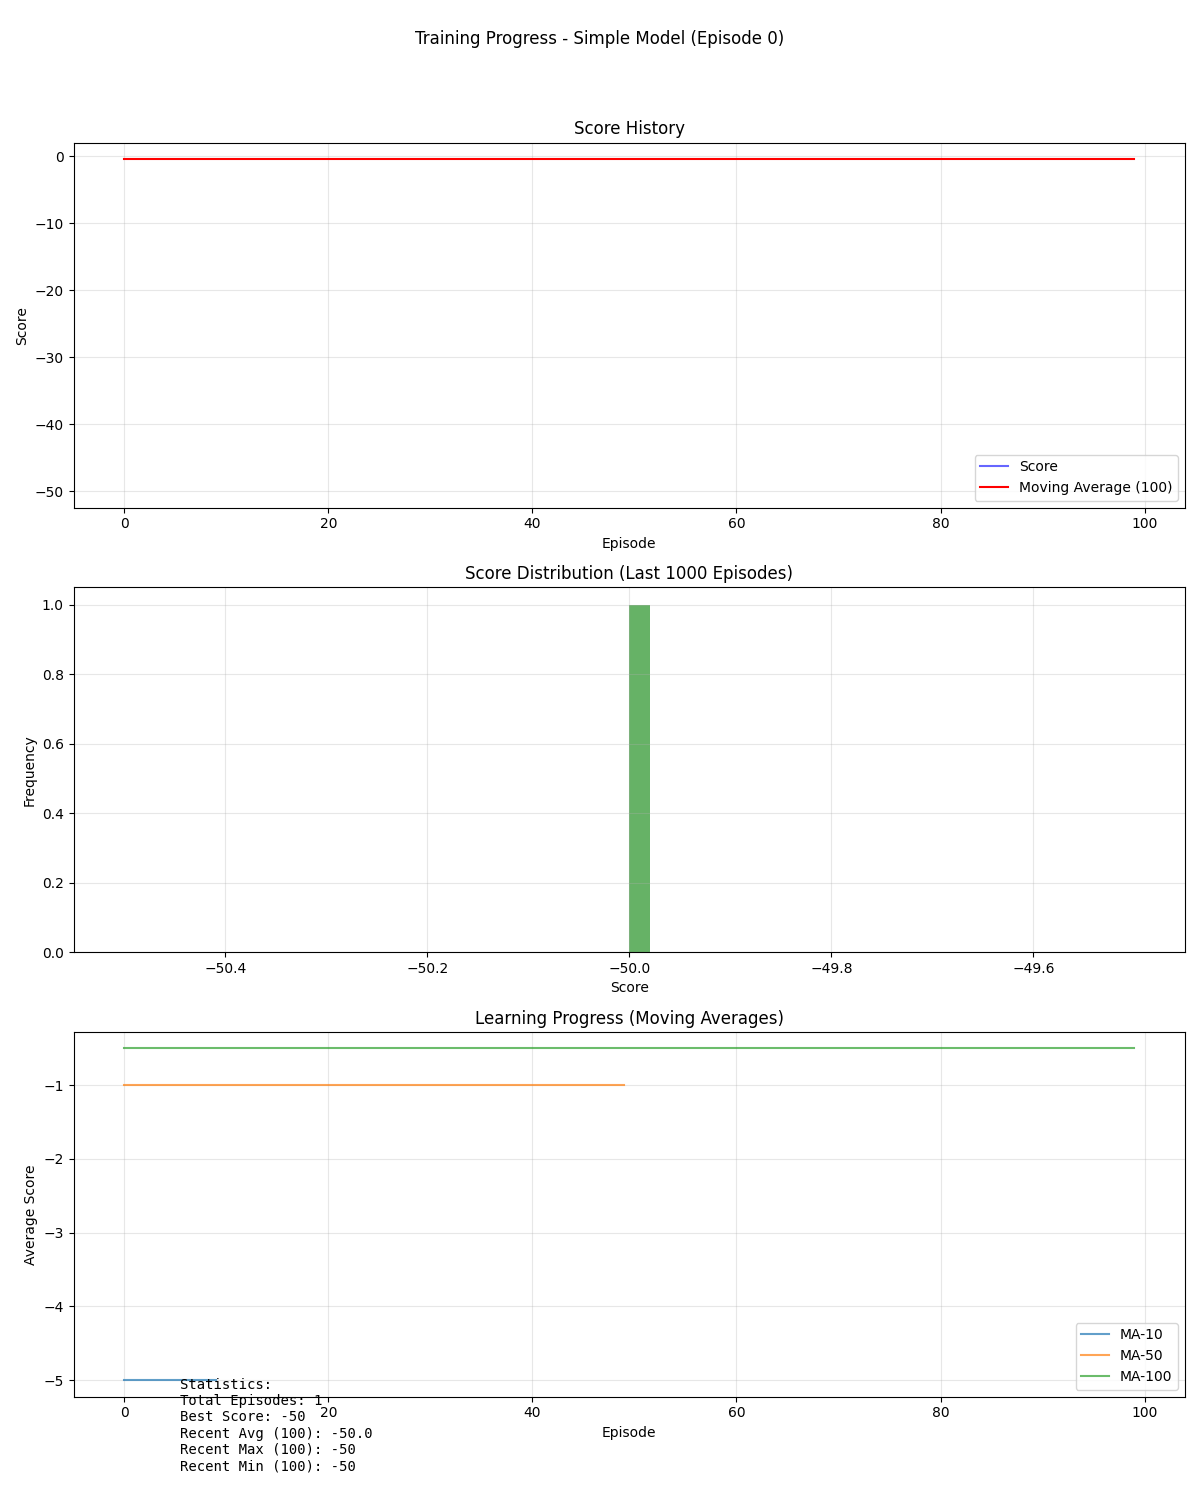 Training Progress - Simple Model (Episode 0)
Score History
0
−10
−20
−30
−40
−50
Score
Score
Moving Average (100)
0 20 40 60 80 100
Episode
Score Distribution (Last 1000 Episodes)
1.0
0.8
0.6
0.4
0.2
0.0
Frequency
−50.4 −50.2 −50.0 −49.8 −49.6
Score
Learning Progress (Moving Averages)
−1
−2
−3
−4
−5
Average Score
MA-10
MA-50
MA-100
0 20 40 60 80 100
Episode
Statistics:
Total Episodes: 1
Best Score: -50
Recent Avg (100): -50.0
Recent Max (100): -50
Recent Min (100): -50